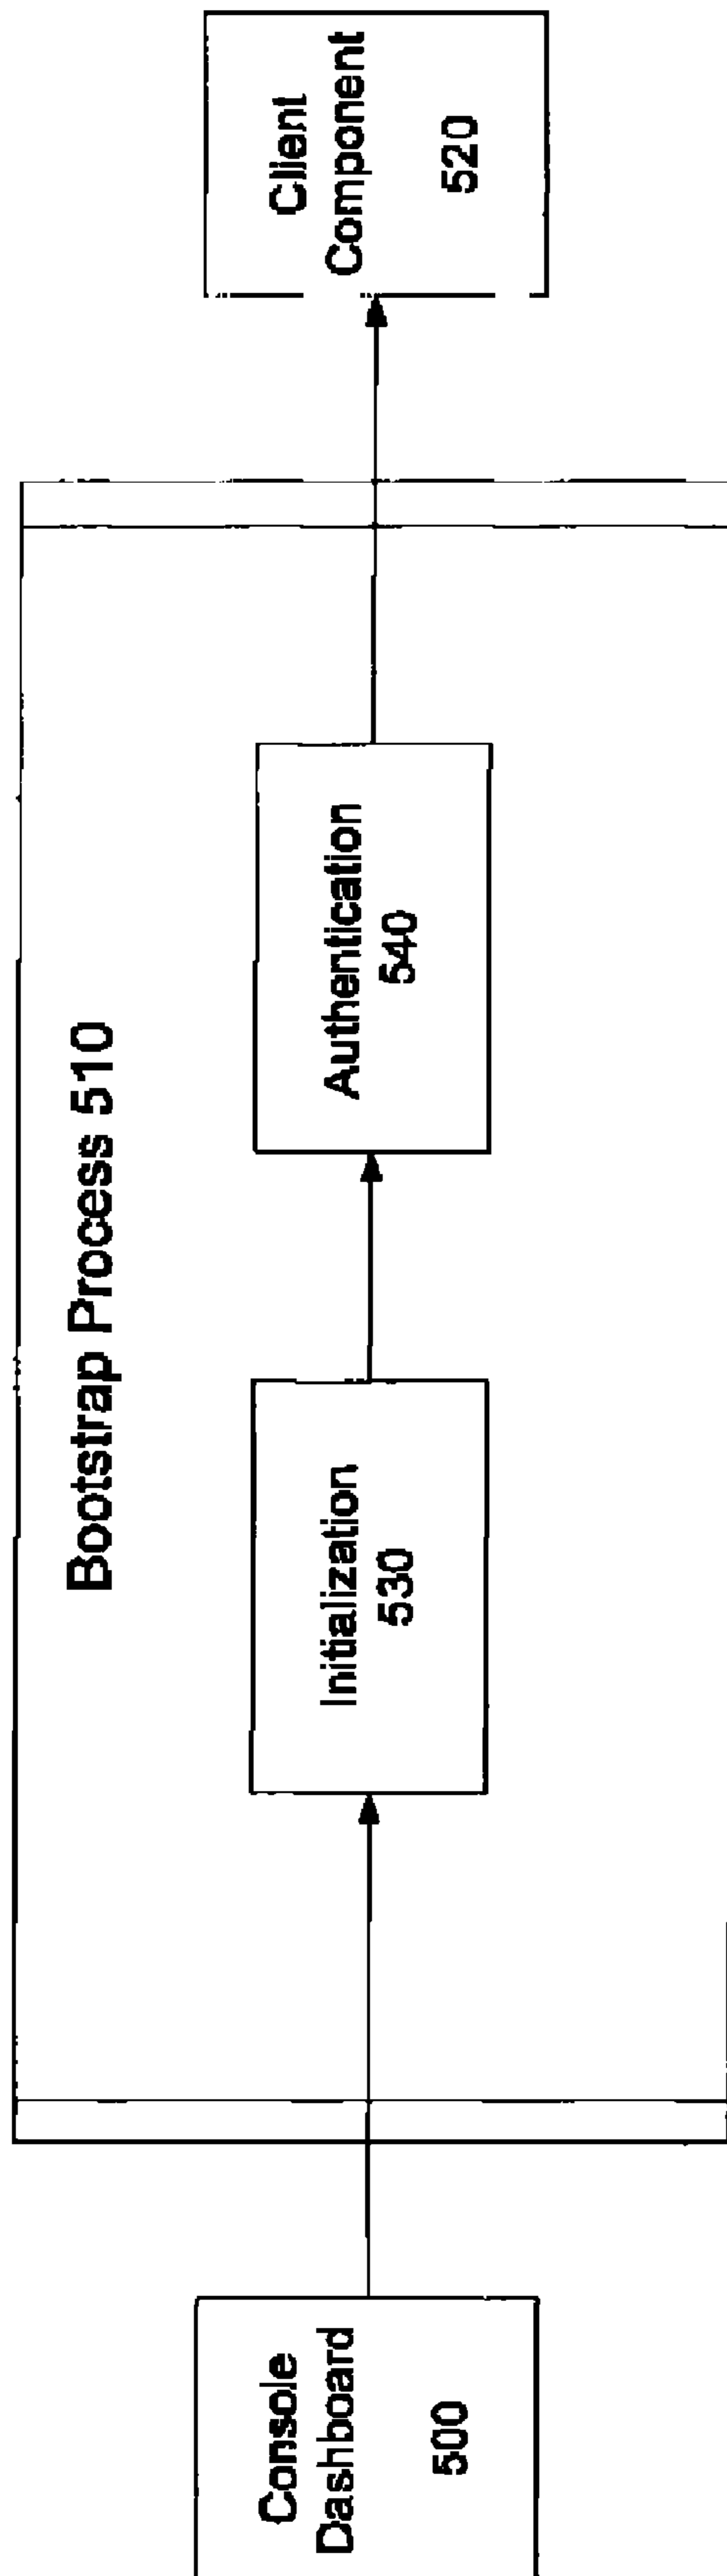 Bootstrap Process 510
Console
Dashboard
500
Initialization
530
Authentication
540
Client
Component
520